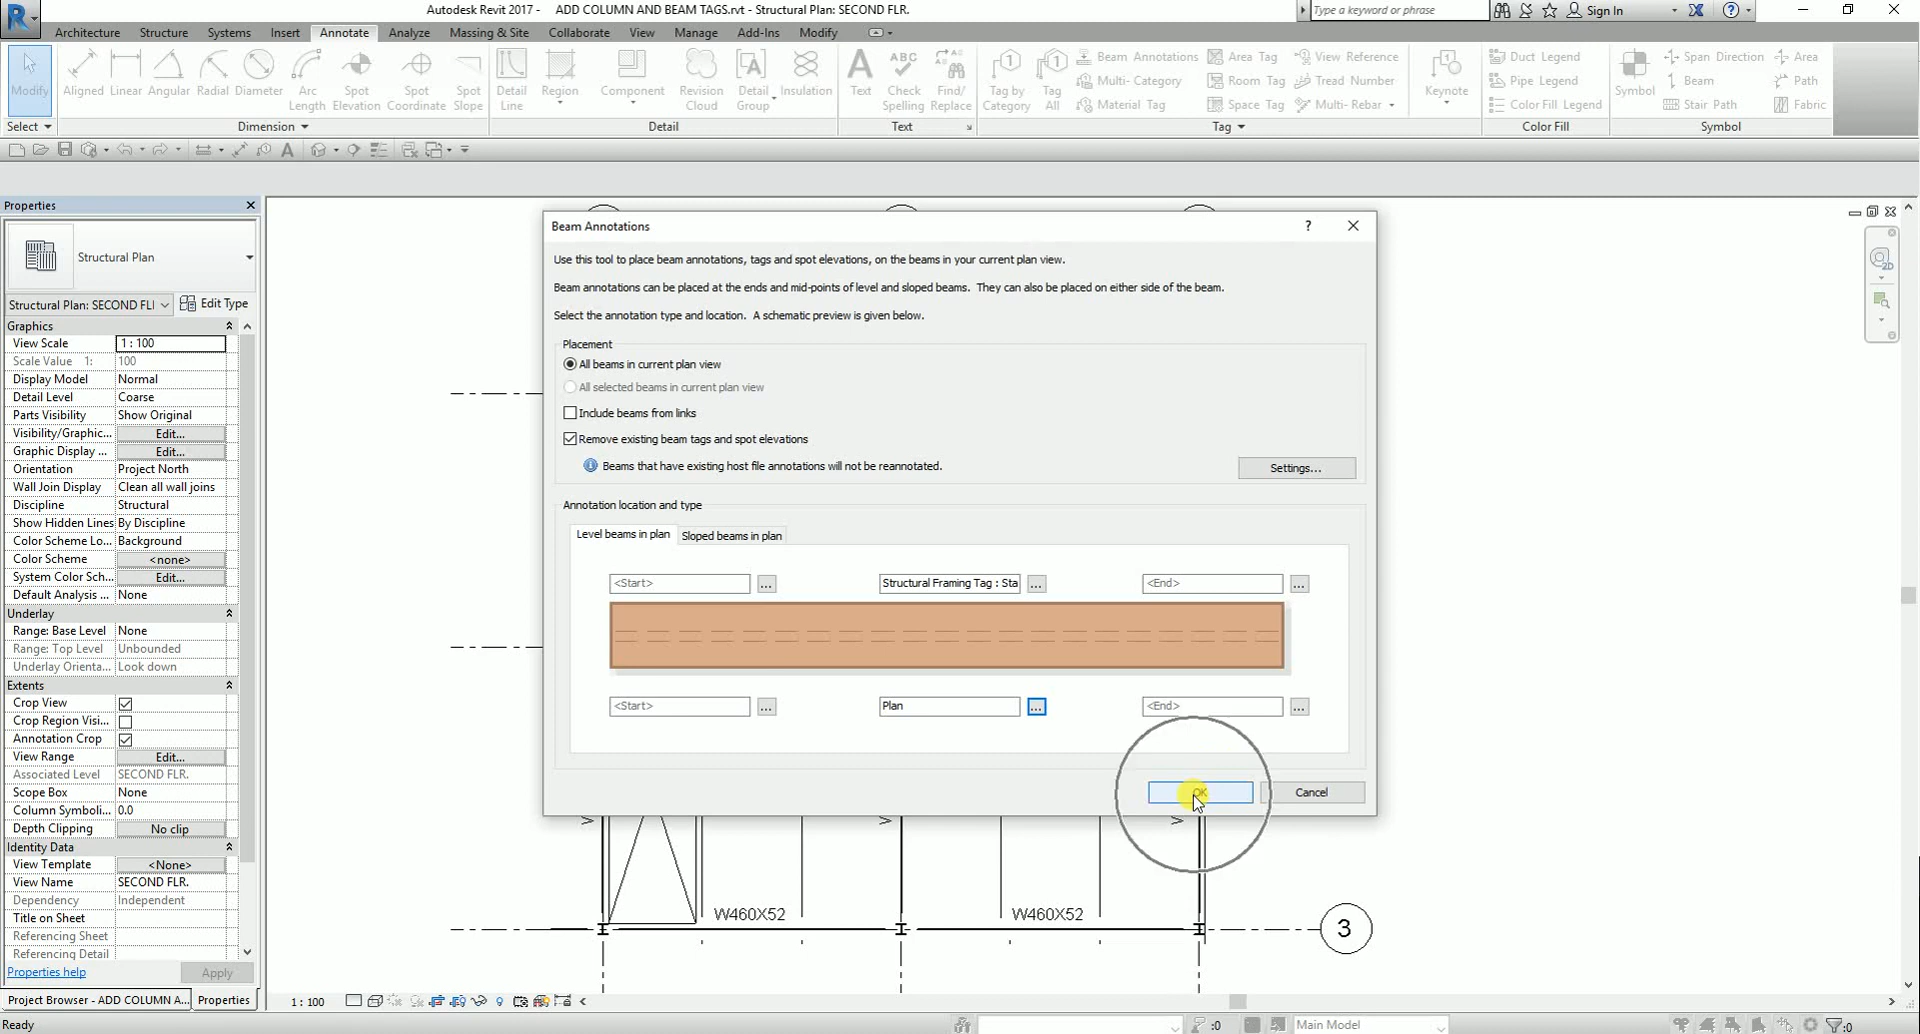 Autodesk Revit 2017 - ADD COLUMN AND BEAM TAGS.rvt - Structural Plan: SECOND FLR.
Type a keyword or phrase
Sign In
Architecture Structure Systems Insert Annotate Analyze Massing & Site Collaborate View Manage Add-Ins Modify
Modify
Aligned Linear Angular Radial Diameter Arc Length Spot Elevation Spot Coordinate Spot Slope
Detail Line Region Component Revision Cloud Detail Group Insulation
Text Check Spelling Find/ Replace
Tag by Category Tag All
Beam Annotations Area Tag View Reference
Multi- Category Room Tag Tread Number
Material Tag Space Tag Multi-Rebar
Keynote
Duct Legend
Pipe Legend
Color Fill Legend
Symbol
Span Direction Area
Beam Path
Stair Path Fabric
Select Dimension Detail Text Tag Color Fill Symbol
Properties
Structural Plan
Structural Plan: SECOND FLI Edit Type
Graphics
View Scale 1 : 100
Scale Value 1: 100
Display Model Normal
Detail Level Coarse
Parts Visibility Show Original
Visibility/Graphic... Edit...
Graphic Display ... Edit...
Orientation Project North
Wall Join Display Clean all wall joins
Discipline Structural
Show Hidden Lines By Discipline
Color Scheme Lo... Background
Color Scheme <none>
System Color Sch... Edit...
Default Analysis ... None
Underlay
Range: Base Level None
Range: Top Level Unbounded
Underlay Orienta... Look down
Extents
Crop View
Crop Region Visi...
Annotation Crop
View Range Edit...
Associated Level SECOND FLR.
Scope Box None
Column Symboli... 0.0
Depth Clipping No clip
Identity Data
View Template <None>
View Name SECOND FLR.
Dependency Independent
Title on Sheet
Referencing Sheet
Referencing Detail
Properties help Apply
Project Browser - ADD COLUMN A... Properties
Beam Annotations
Use this tool to place beam annotations, tags and spot elevations, on the beams in your current plan view.
Beam annotations can be placed at the ends and mid-points of level and sloped beams. They can also be placed on either side of the beam.
Select the annotation type and location. A schematic preview is given below.
Placement
All beams in current plan view
All selected beams in current plan view
Include beams from links
Remove existing beam tags and spot elevations
Beams that have existing host file annotations will not be reannotated.
Settings...
Annotation location and type
Level beams in plan Sloped beams in plan
<Start> ... Structural Framing Tag : Sta ... <End> ...
<Start> ... Plan ... <End> ...
OK Cancel
W460X52 W460X52
3
1 : 100
Ready
:0 Main Model :0
2D